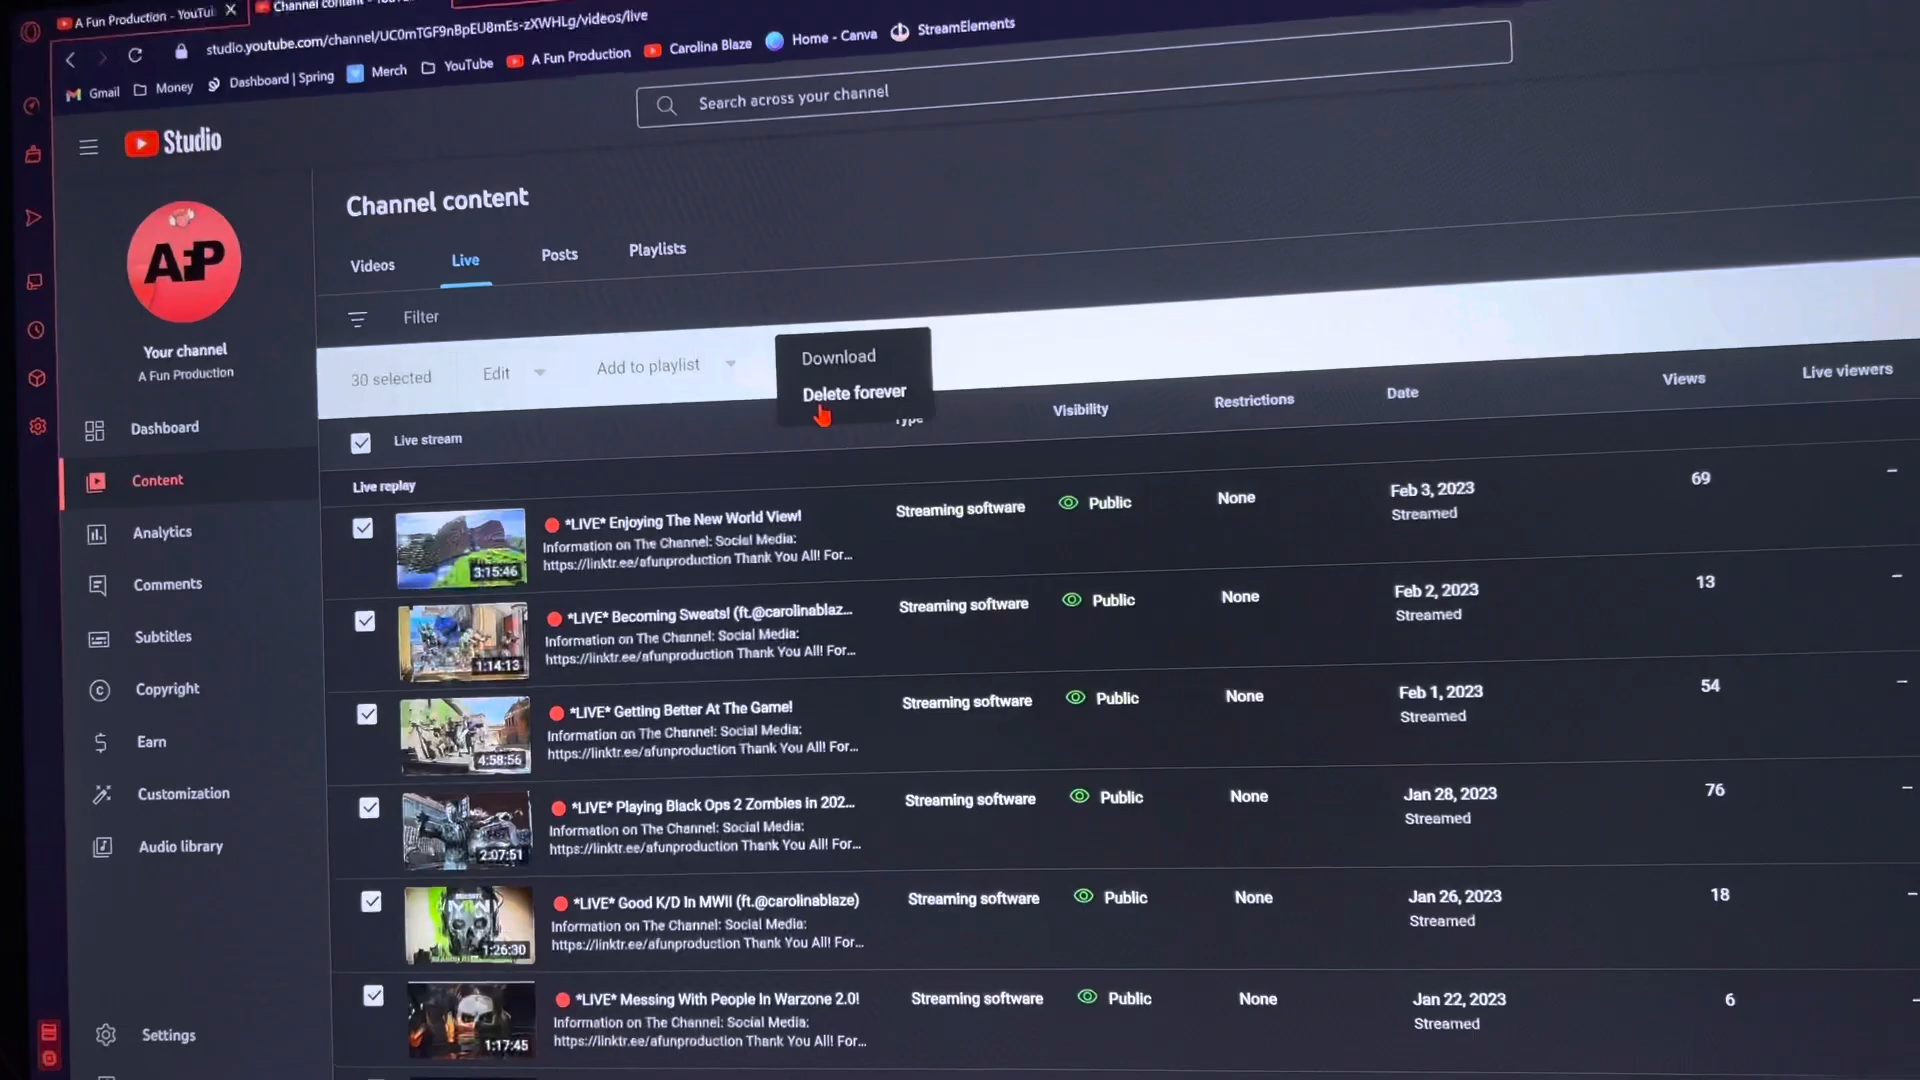 A Fun Production - YouTu
Channel content -
studio.youtube.com/channel/UC0mTGF9nBpEU8mEs-zXWHLg/videos/live
Gmail Money Dashboard | Spring Merch YouTube A Fun Production Carolina Blaze Home - Canva StreamElements
Studio
Search across your channel
Channel content
Videos Live Posts Playlists
Filter
AFP
Your channel
A Fun Production
Dashboard
Content
Analytics
Comments
Subtitles
Copyright
Earn
Customization
Audio library
Settings
30 selected Edit Add to playlist
Download
Delete forever
Live stream Type Visibility Restrictions Date Views Live viewers
Live replay
3:15:46
*LIVE* Enjoying The New World View!
Information on The Channel: Social Media:
https://linktr.ee/afunproduction Thank You All! For...
Streaming software Public None Feb 3, 2023 69 –
Streamed
1:14:13
*LIVE* Becoming Sweats! (ft.@carolinablaz...
Information on The Channel: Social Media:
https://linktr.ee/afunproduction Thank You All! For...
Streaming software Public None Feb 2, 2023 13 –
Streamed
4:58:56
*LIVE* Getting Better At The Game!
Information on The Channel: Social Media:
https://linktr.ee/afunproduction Thank You All! For...
Streaming software Public None Feb 1, 2023 54 –
Streamed
2:07:51
*LIVE* Playing Black Ops 2 Zombies in 202...
Information on The Channel: Social Media:
https://linktr.ee/afunproduction Thank You All! For...
Streaming software Public None Jan 28, 2023 76 –
Streamed
1:26:30
*LIVE* Good K/D In MWII (ft.@carolinablaze)
Information on The Channel: Social Media:
https://linktr.ee/afunproduction Thank You All! For...
Streaming software Public None Jan 26, 2023 18 –
Streamed
1:17:45
*LIVE* Messing With People In Warzone 2.0!
Information on The Channel: Social Media:
https://linktr.ee/afunproduction Thank You All! For...
Streaming software Public None Jan 22, 2023 6 –
Streamed